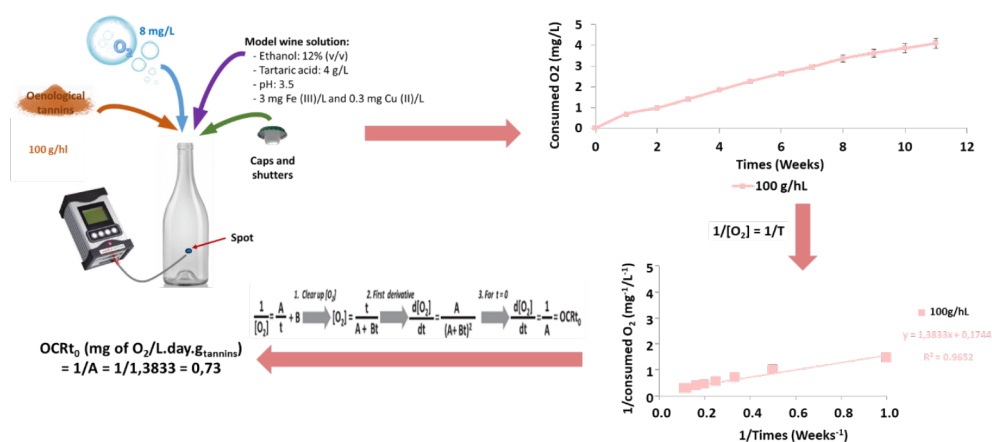 8 mg/L
O2
Model wine solution:
- Ethanol: 12% (v/v)
- Tartaric acid: 4 g/L
- pH: 3.5
- 3 mg Fe (III)/L and 0.3 mg Cu (II)/L
Oenological
tannins
100 g/hl
Caps and
shutters
Spot
Consumed O2 (mg/L)
5
4
3
2
1
0
0 2 4 6 8 10 12
Times (Weeks)
100 g/hL
1/[O₂] = 1/T
1/consumed O₂ (mg⁻¹/L⁻¹)
5
4
3
2
1
0
0.0 0.2 0.4 0.6 0.8 1.0
1/Times (Weeks⁻¹)
100g/hL
y = 1,3833x + 0,1744
R² = 0.9652
1. Clear up [O₂] 2. First derivative 3. For t = 0
1/[O₂] = A/t + B [O₂] = t/(A + Bt) d[O₂]/dt = A/(A + Bt)² d[O₂]/dt = 1/A = OCRt₀
OCRt₀ (mg of O₂/L.day.g tannins)
= 1/A = 1/1,3833 = 0,73